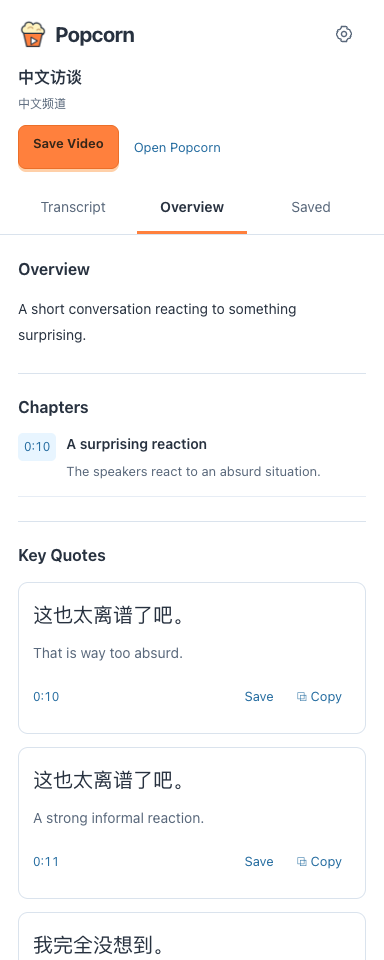 Popcorn
中文访谈
中文频道
Save Video
Open Popcorn
Transcript
Overview
Saved
Overview
A short conversation reacting to something
surprising.
Chapters
0:10
A surprising reaction
The speakers react to an absurd situation.
Key Quotes
这也太离谱了吧。
That is way too absurd.
0:10
Save
Copy
这也太离谱了吧。
A strong informal reaction.
0:11
Save
Copy
我完全没想到。